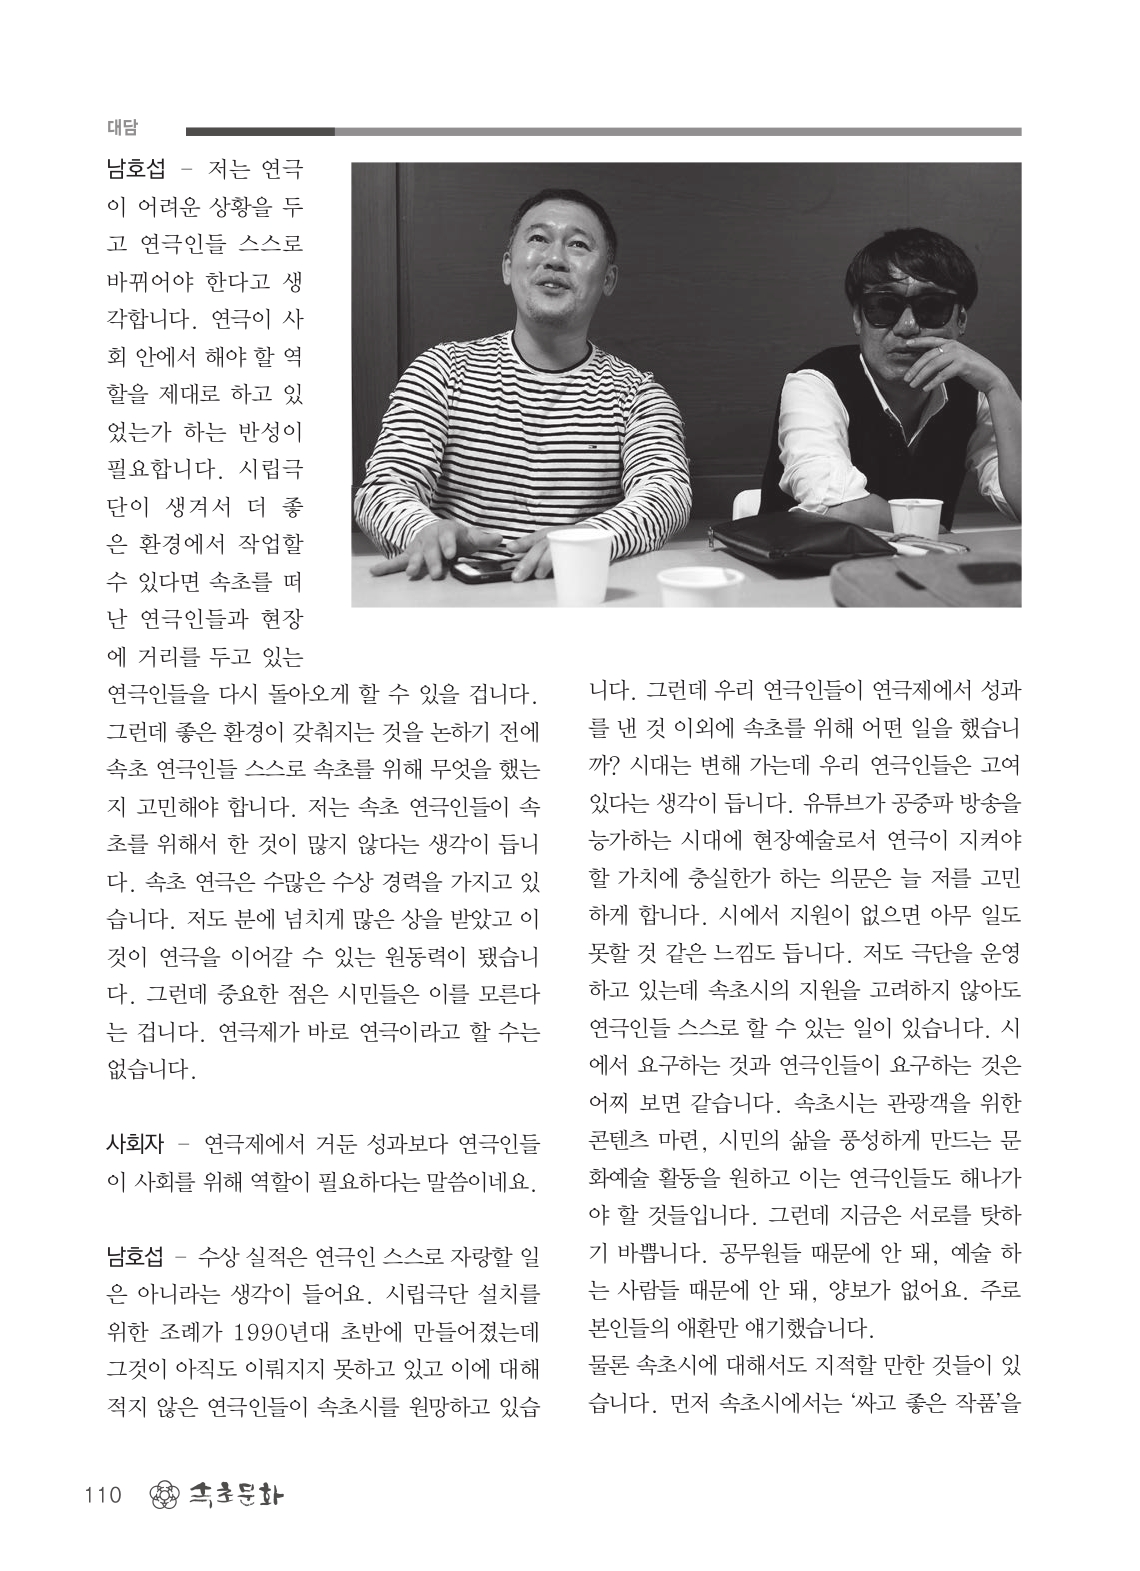 대담
남호섭 - 저는 연극
이 어려운 상황을 두
고 연극인들 스스로
바뀌어야 한다고 생
각합니다. 연극이 사
회 안에서 해야 할 역
할을 제대로 하고 있
었는가 하는 반성이
필요합니다. 시립극
단이 생겨서 더 좋
은 환경에서 작업할
수 있다면 속초를 떠
난 연극인들과 현장
에 거리를 두고 있는
연극인들을 다시 돌아오게 할 수 있을 겁니다.
그런데 좋은 환경이 갖춰지는 것을 논하기 전에
속초 연극인들 스스로 속초를 위해 무엇을 했는
지 고민해야 합니다. 저는 속초 연극인들이 속
초를 위해서 한 것이 많지 않다는 생각이 듭니
다. 속초 연극은 수많은 수상 경력을 가지고 있
습니다. 저도 분에 넘치게 많은 상을 받았고 이
것이 연극을 이어갈 수 있는 원동력이 됐습니
다. 그런데 중요한 점은 시민들은 이를 모른다
는 겁니다. 연극제가 바로 연극이라고 할 수는
없습니다.
사회자 - 연극제에서 거둔 성과보다 연극인들
이 사회를 위해 역할이 필요하다는 말씀이네요.
남호섭 - 수상 실적은 연극인 스스로 자랑할 일
은 아니라는 생각이 들어요. 시립극단 설치를
위한 조례가 1990년대 초반에 만들어졌는데
그것이 아직도 이뤄지지 못하고 있고 이에 대해
적지 않은 연극인들이 속초시를 원망하고 있습
니다. 그런데 우리 연극인들이 연극제에서 성과
를 낸 것 이외에 속초를 위해 어떤 일을 했습니
까? 시대는 변해 가는데 우리 연극인들은 고여
있다는 생각이 듭니다. 유튜브가 공중파 방송을
능가하는 시대에 현장예술로서 연극이 지켜야
할 가치에 충실한가 하는 의문은 늘 저를 고민
하게 합니다. 시에서 지원이 없으면 아무 일도
못할 것 같은 느낌도 듭니다. 저도 극단을 운영
하고 있는데 속초시의 지원을 고려하지 않아도
연극인들 스스로 할 수 있는 일이 있습니다. 시
에서 요구하는 것과 연극인들이 요구하는 것은
어찌 보면 같습니다. 속초시는 관광객을 위한
콘텐츠 마련, 시민의 삶을 풍성하게 만드는 문
화예술 활동을 원하고 이는 연극인들도 해나가
야 할 것들입니다. 그런데 지금은 서로를 탓하
기 바쁩니다. 공무원들 때문에 안 돼, 예술 하
는 사람들 때문에 안 돼, 양보가 없어요. 주로
본인들의 애환만 얘기했습니다.
물론 속초시에 대해서도 지적할 만한 것들이 있
습니다. 먼저 속초시에서는 ‘싸고 좋은 작품’을
110 속초문화